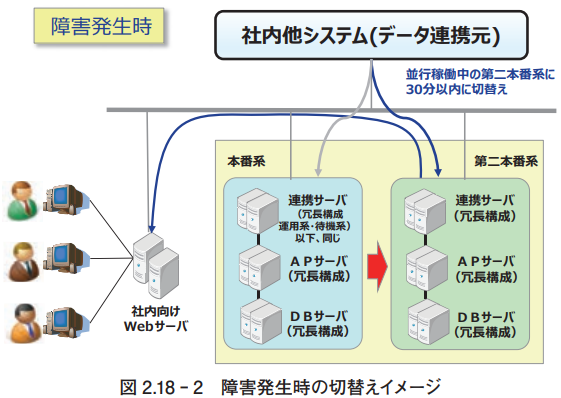 障害発生時
社内他システム(データ連携元)
並行稼働中の第二本番系に
30分以内に切替え
本番系
第二本番系
連携サーバ
(冗長構成
運用系・待機系)
以下、同じ
ＡＰサーバ
(冗長構成)
ＤＰサーバ
(冗長構成)
連携サーバ
(冗長構成)
ＡＰサーバ
(冗長構成)
ＤＢサーバ
(冗長構成)
社内向け
Webサーバ
図 2.18－2　障害発生時の切替えイメージ